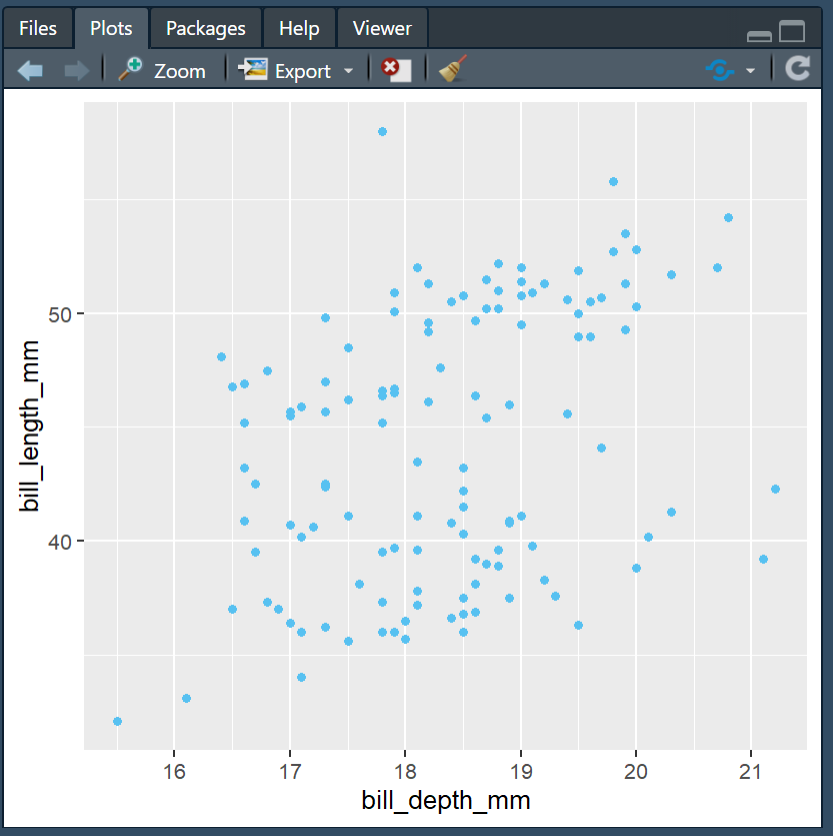 Files Plots Packages Help Viewer
Zoom Export
50
40
bill_length_mm
16 17 18 19 20 21
bill_depth_mm